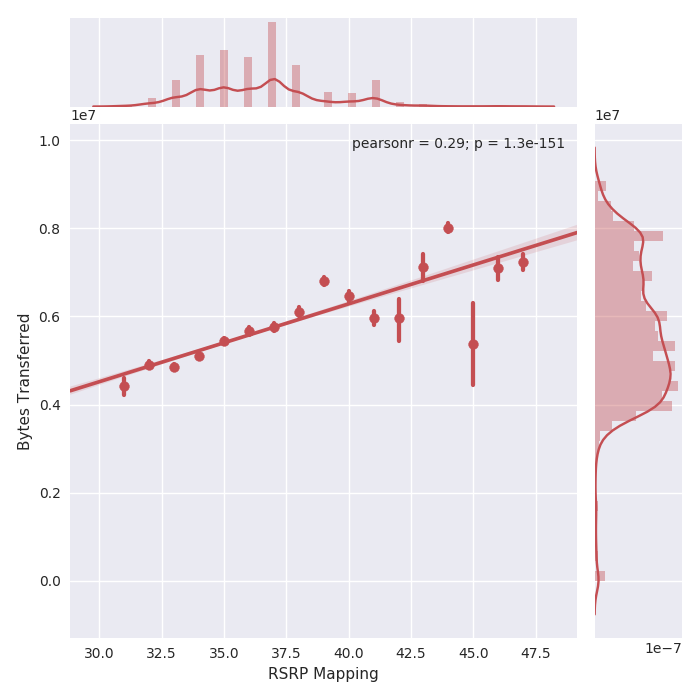 1e7
1e7
1.0
pearsonr = 0.29; p = 1.3e-151
0.8
0.6
0.4
0.2
0.0
Bytes Transferred
30.0 32.5 35.0 37.5 40.0 42.5 45.0 47.5
1e−7
RSRP Mapping